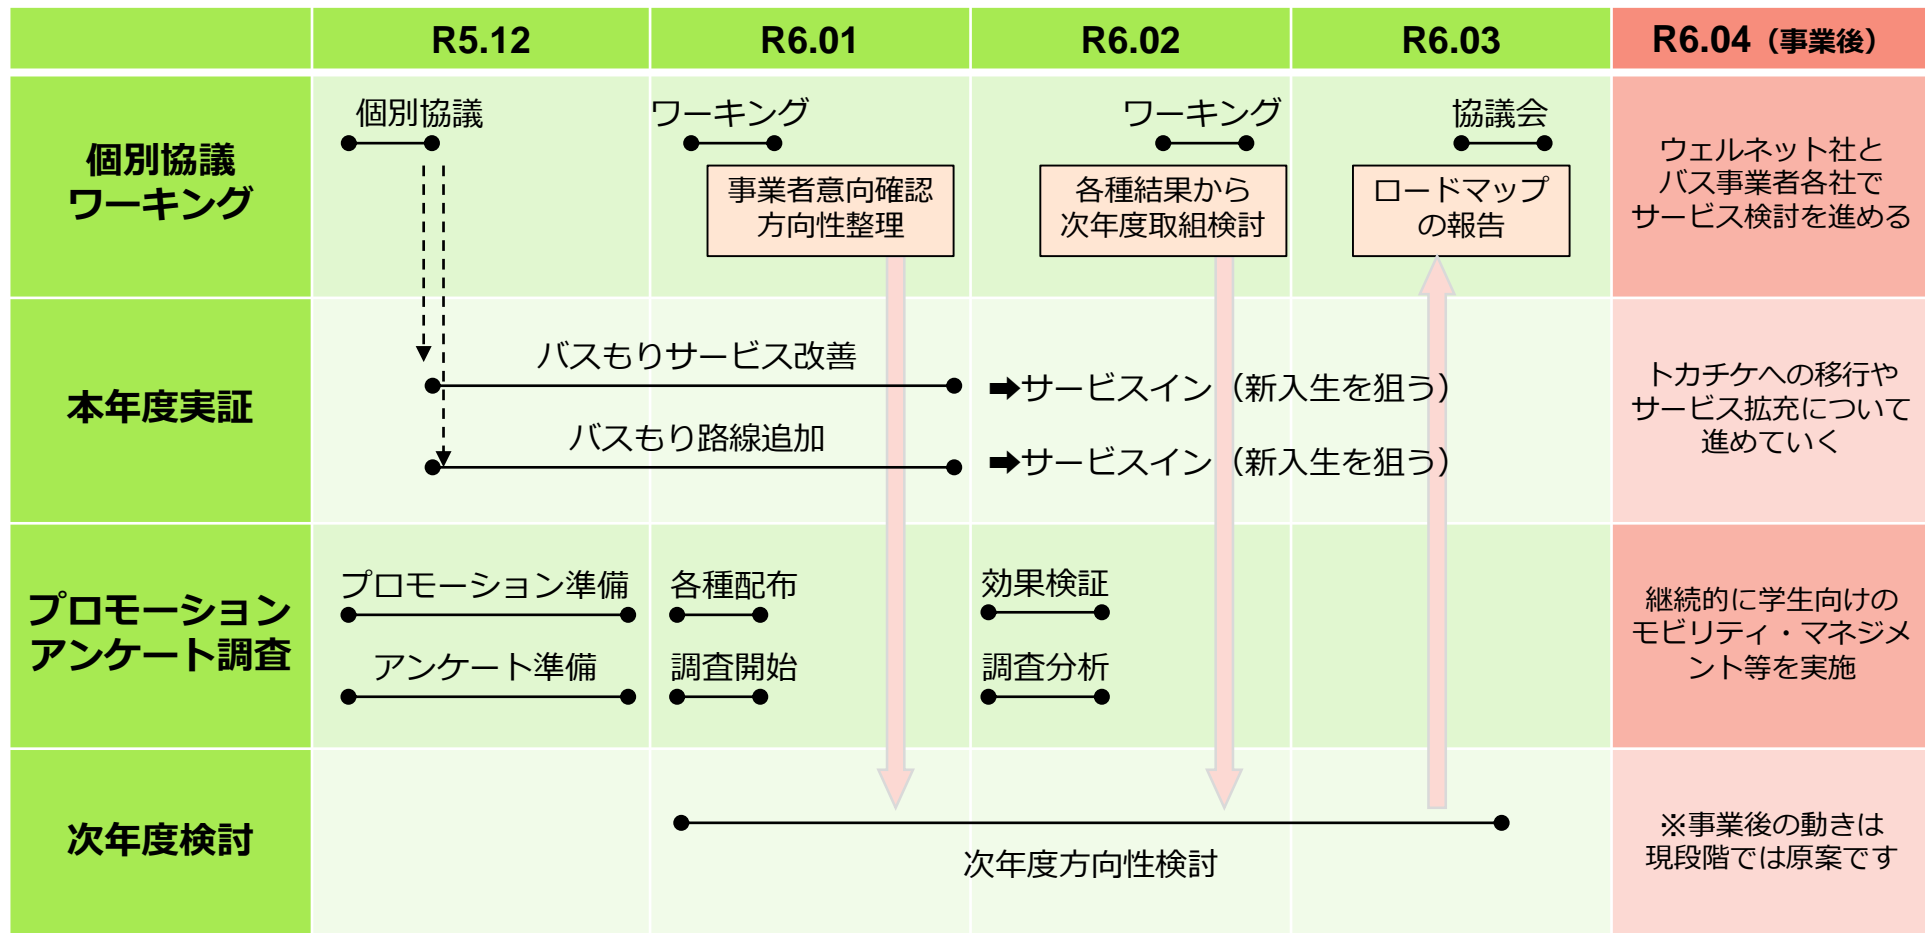 R5.12
R6.01
R6.02
R6.03
R6.04（事業後）
個別協議
ワーキング
個別協議
ワーキング
ワーキング
協議会
事業者意向確認
方向性整理
各種結果から
次年度取組検討
ロードマップ
の報告
ウェルネット社と
バス事業者各社で
サービス検討を進める
本年度実証
バスもりサービス改善
➡サービスイン（新入生を狙う）
バスもり路線追加
➡サービスイン（新入生を狙う）
トカチケへの移行や
サービス拡充について
進めていく
プロモーション
アンケート調査
プロモーション準備
各種配布
効果検証
アンケート準備
調査開始
調査分析
継続的に学生向けの
モビリティ・マネジメ
ント等を実施
次年度検討
次年度方向性検討
※事業後の動きは
現段階では原案です